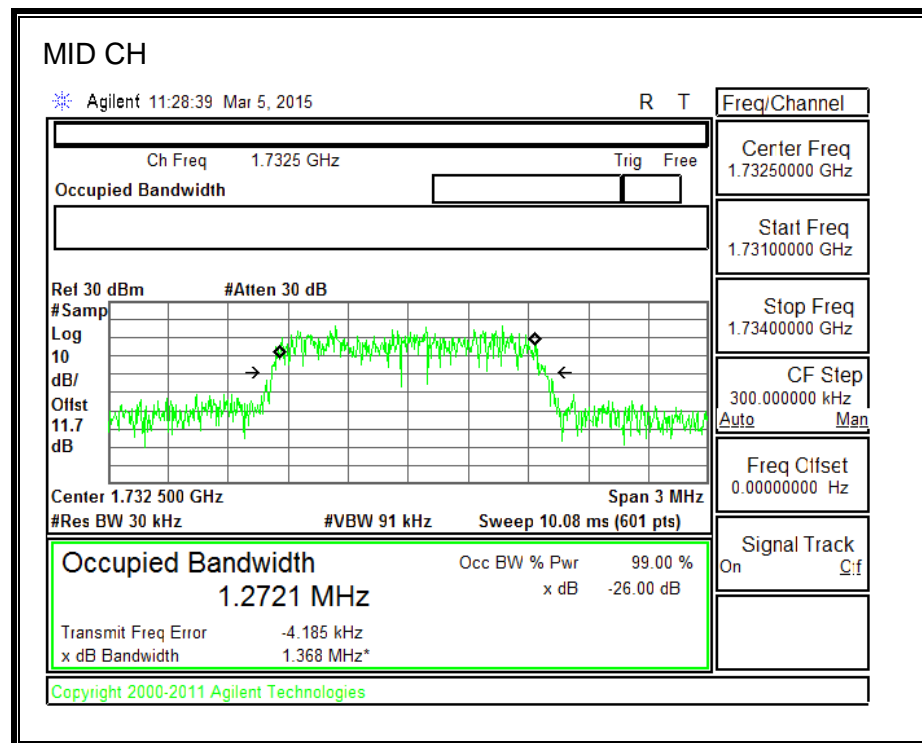 MID CH
Agilent 11:28:39 Mar 5, 2015 R T
Freq/Channel
Ch Freq 1.7325 GHz Trig Free
Occupied Bandwidth
Center Freq
1.73250000 GHz
Start Freq
1.73100000 GHz
Stop Freq
1.73400000 GHz
CF Step
300.000000 kHz
Auto Man
Freq Offset
0.00000000 Hz
Signal Track
On Off
Ref 30 dBm #Atten 30 dB
#Samp
Log
10
dB/
Offst
11.7
dB
Center 1.732 500 GHz Span 3 MHz
#Res BW 30 kHz #VBW 91 kHz Sweep 10.08 ms (601 pts)
Occupied Bandwidth Occ BW % Pwr 99.00 %
1.2721 MHz x dB -26.00 dB
Transmit Freq Error -4.185 kHz
x dB Bandwidth 1.368 MHz*
Copyright 2000-2011 Agilent Technologies